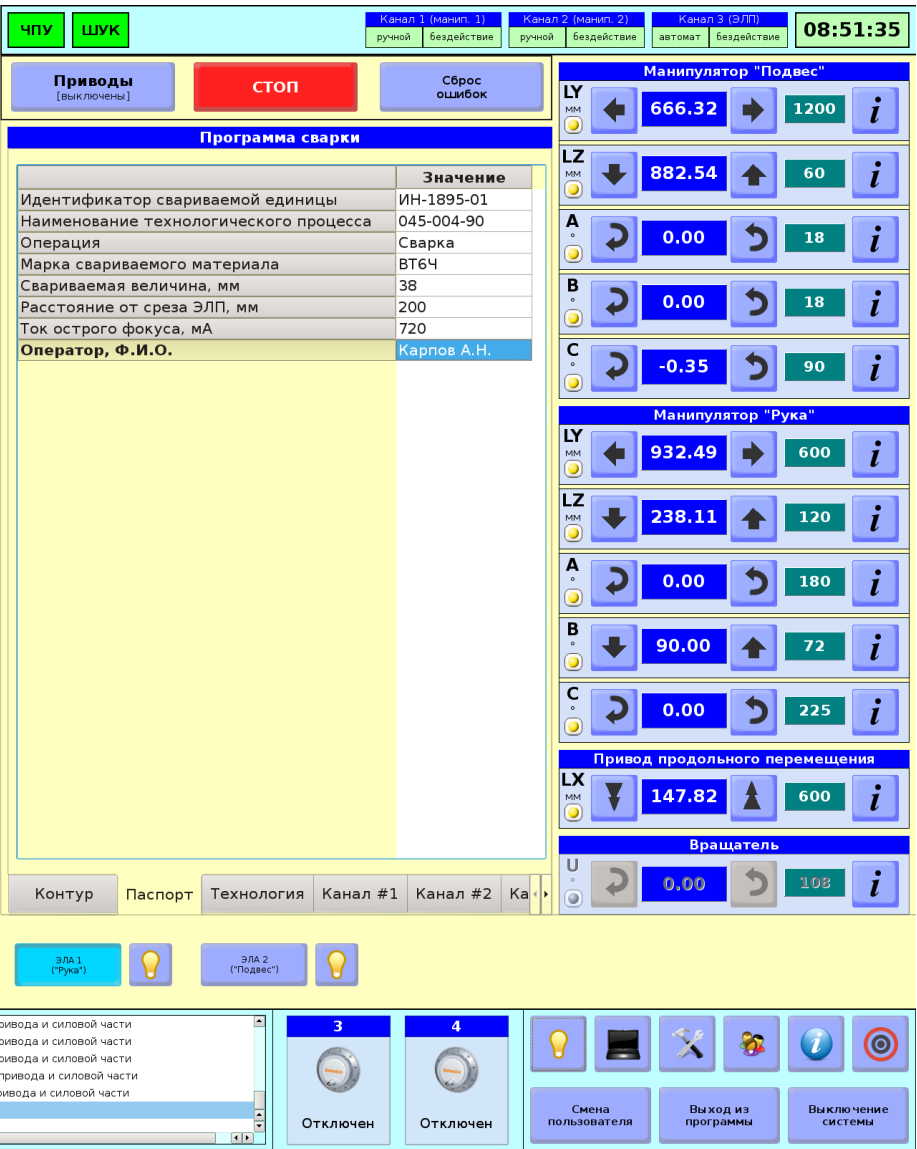 ЧПУ
ШУК
Канал 1 (манип. 1)
ручной бездействие
Канал 2 (манип. 2)
ручной бездействие
Канал 3 (ЭЛП)
автомат бездействие
08:51:35
Приводы
[выключены]
СТОП
Сброс
ошибок
Программа сварки
Значение
Идентификатор свариваемой единицы ИН-1895-01
Наименование технологического процесса 045-004-90
Операция Сварка
Марка свариваемого материала ВТ6Ч
Свариваемая величина, мм 38
Расстояние от среза ЭЛП, мм 200
Ток острого фокуса, мА 720
Оператор, Ф.И.О. Карпов А.Н.
Контур Паспорт Технология Канал #1 Канал #2 Ка
Манипулятор "Подвес"
LY
мм 666.32 1200 i
LZ
мм 882.54 60 i
A
° 0.00 18 i
B
° 0.00 18 i
C
° -0.35 90 i
Манипулятор "Рука"
LY
мм 932.49 600 i
LZ
мм 238.11 120 i
A
° 0.00 180 i
B
° 90.00 72 i
C
° 0.00 225 i
Привод продольного перемещения
LX
мм 147.82 600 i
Вращатель
U
° 0.00 108 i
ЭЛА 1
("Рука")
ЭЛА 2
("Подвес")
ривода и силовой части
ривода и силовой части
ривода и силовой части
привода и силовой части
ривода и силовой части
3
Отключен
4
Отключен
i
Смена
пользователя
Выход из
программы
Выключение
системы